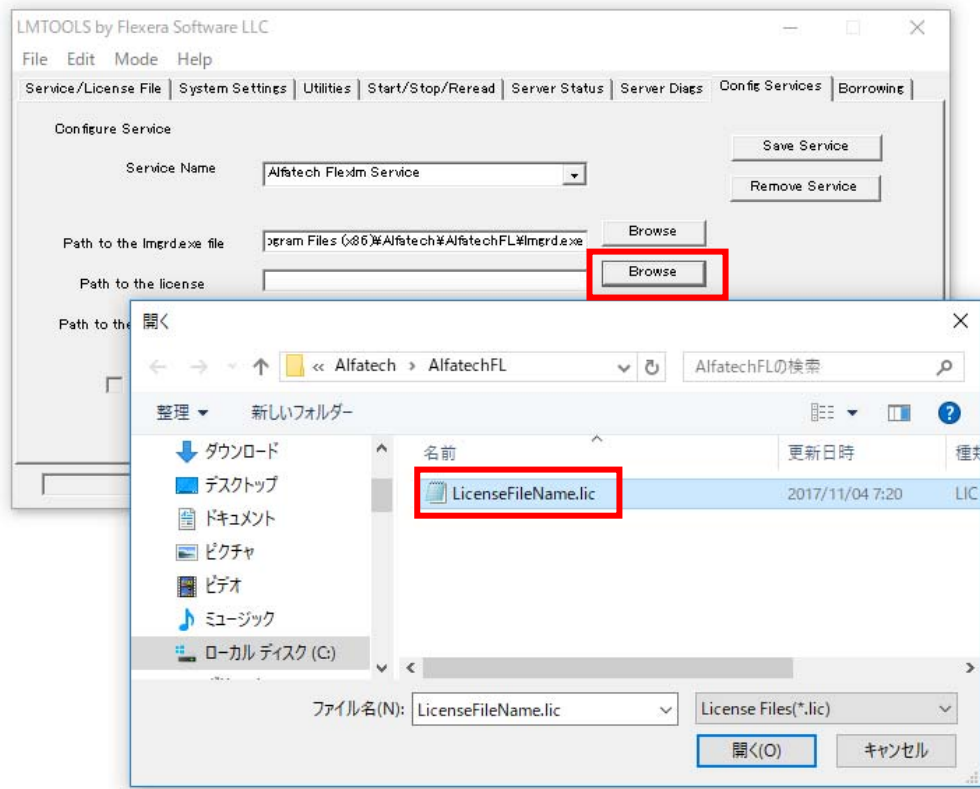 LMTOOLS by Flexera Software LLC
File Edit Mode Help
Service/License File System Settings Utilities Start/Stop/Reread Server Status Server Diags Config Services Borrowing
Configure Service
Save Service
Service Name Alfatech Flexlm Service
Remove Service
Path to the lmgrd.exe file ogram Files (x86)¥Alfatech¥AlfatechFL¥lmgrd.exe Browse
Path to the license Browse
Path to the
開く
« Alfatech › AlfatechFL AlfatechFLの検索
整理 新しいフォルダー
名前 更新日時 種類
LicenseFileName.lic 2017/11/04 7:20 LIC
ダウンロード
デスクトップ
ドキュメント
ピクチャ
ビデオ
ミュージック
ローカル ディスク (C:)
ファイル名(N): LicenseFileName.lic License Files(*.lic)
開く(O) キャンセル